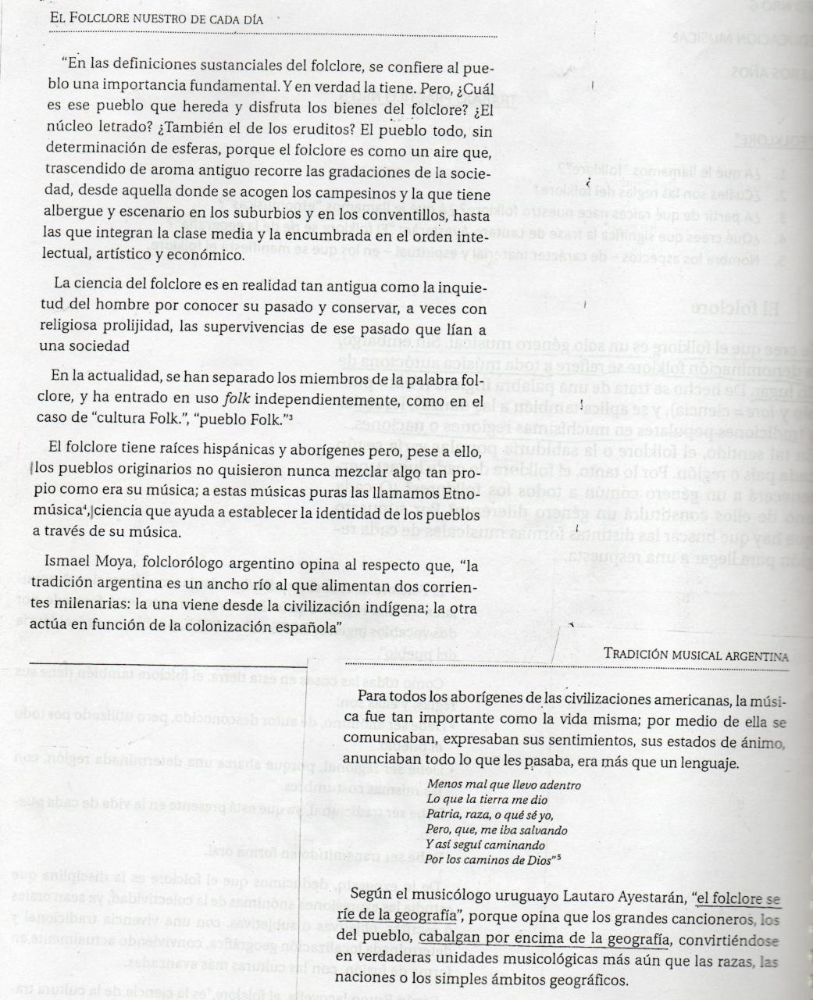 El Folclore nuestro de cada día
“En las definiciones sustanciales del folclore, se confiere al pue-
blo una importancia fundamental. Y en verdad la tiene. Pero, ¿Cuál
es ese pueblo que hereda y disfruta los bienes del folclore? ¿El
núcleo letrado? ¿También el de los eruditos? El pueblo todo, sin
determinación de esferas, porque el folclore es como un aire que,
trascendido de aroma antiguo recorre las gradaciones de la socie-
dad, desde aquella donde se acogen los campesinos y la que tiene
albergue y escenario en los suburbios y en los conventillos, hasta
las que integran la clase media y la encumbrada en el orden inte-
lectual, artístico y económico.
La ciencia del folclore es en realidad tan antigua como la inquie-
tud del hombre por conocer su pasado y conservar, a veces con
religiosa prolijidad, las supervivencias de ese pasado que lían a
una sociedad
En la actualidad, se han separado los miembros de la palabra fol-
clore, y ha entrado en uso folk independientemente, como en el
caso de “cultura Folk.”, “pueblo Folk.”³
El folclore tiene raíces hispánicas y aborígenes pero, pese a ello,
los pueblos originarios no quisieron nunca mezclar algo tan pro-
pio como era su música; a estas músicas puras las llamamos Etno-
música⁴, ciencia que ayuda a establecer la identidad de los pueblos
a través de su música.
Ismael Moya, folclorólogo argentino opina al respecto que, “la
tradición argentina es un ancho río al que alimentan dos corrien-
tes milenarias: la una viene desde la civilización indígena; la otra
actúa en función de la colonización española”
Tradición musical argentina
Para todos los aborígenes de las civilizaciones americanas, la músi-
ca fue tan importante como la vida misma; por medio de ella se
comunicaban, expresaban sus sentimientos, sus estados de ánimo,
anunciaban todo lo que les pasaba, era más que un lenguaje.
Menos mal que llevo adentro
Lo que la tierra me dio
Patria, raza, o qué sé yo,
Pero, que, me iba salvando
Y así seguí caminando
Por los caminos de Dios”⁵
Según el musicólogo uruguayo Lautaro Ayestarán, “el folclore se
ríe de la geografía”, porque opina que los grandes cancioneros, los
del pueblo, cabalgan por encima de la geografía, convirtiéndose
en verdaderas unidades musicológicas más aún que las razas, las
naciones o los simples ámbitos geográficos.